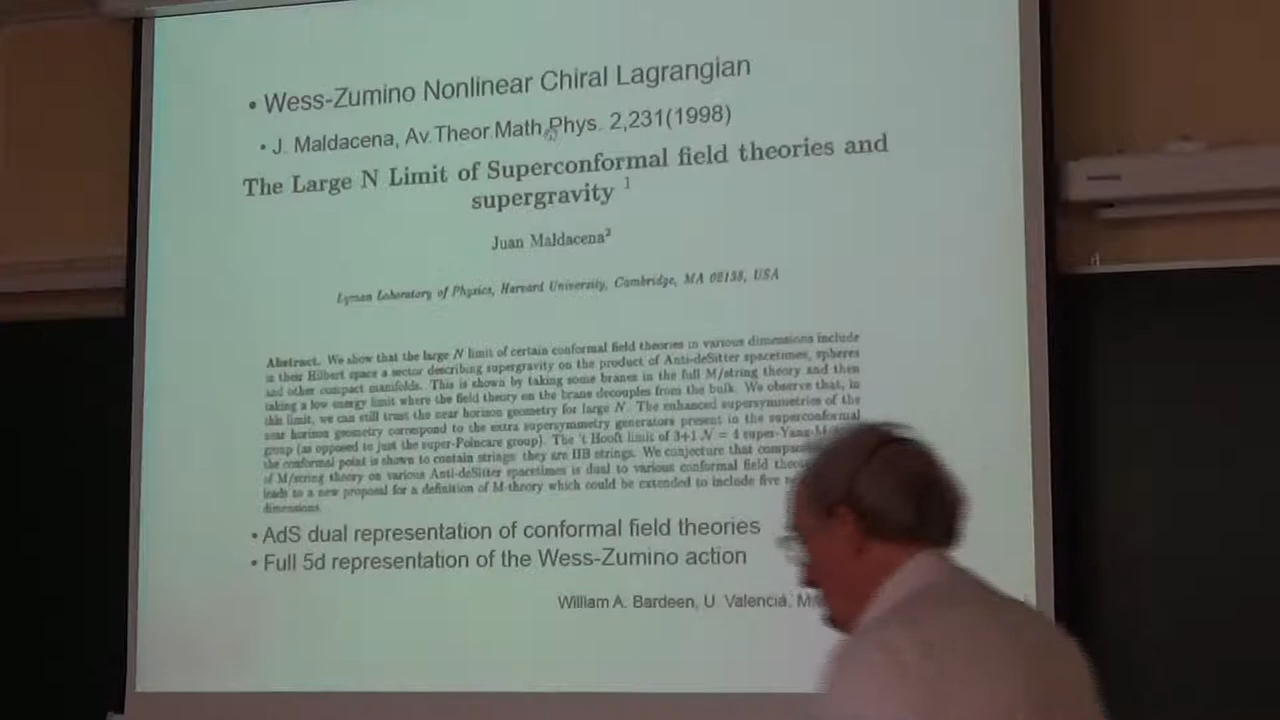 • Wess-Zumino Nonlinear Chiral Lagrangian
• J. Maldacena, Av.Theor.Math.Phys. 2,231(1998)
The Large N Limit of Superconformal field theories and
supergravity 1
Juan Maldacena2
Lyman Laboratory of Physics, Harvard University, Cambridge, MA 02138, USA
Abstract. We show that the large N limit of certain conformal field theories in various dimensions include
in their Hilbert space a sector describing supergravity on the product of Anti-deSitter spacetimes, spheres
and other compact manifolds. This is shown by taking some branes in the full M/string theory and then
taking a low energy limit where the field theory on the brane decouples from the bulk. We observe that, in
this limit, we can still trust the near horizon geometry for large N. The enhanced supersymmetries of the
near horizon geometry correspond to the extra supersymmetry generators present in the superconformal
group (as opposed to just the super-Poincare group). The 't Hooft limit of 3+1 N = 4 super-Yang-M
the conformal point is shown to contain strings: they are IIB strings. We conjecture that compa
of M/string theory on various Anti-deSitter spacetimes is dual to various conformal field theo
leads to a new proposal for a definition of M-theory which could be extended to include five
dimensions.
• AdS dual representation of conformal field theories
• Full 5d representation of the Wess-Zumino action
William A. Bardeen, U. Valencia, M